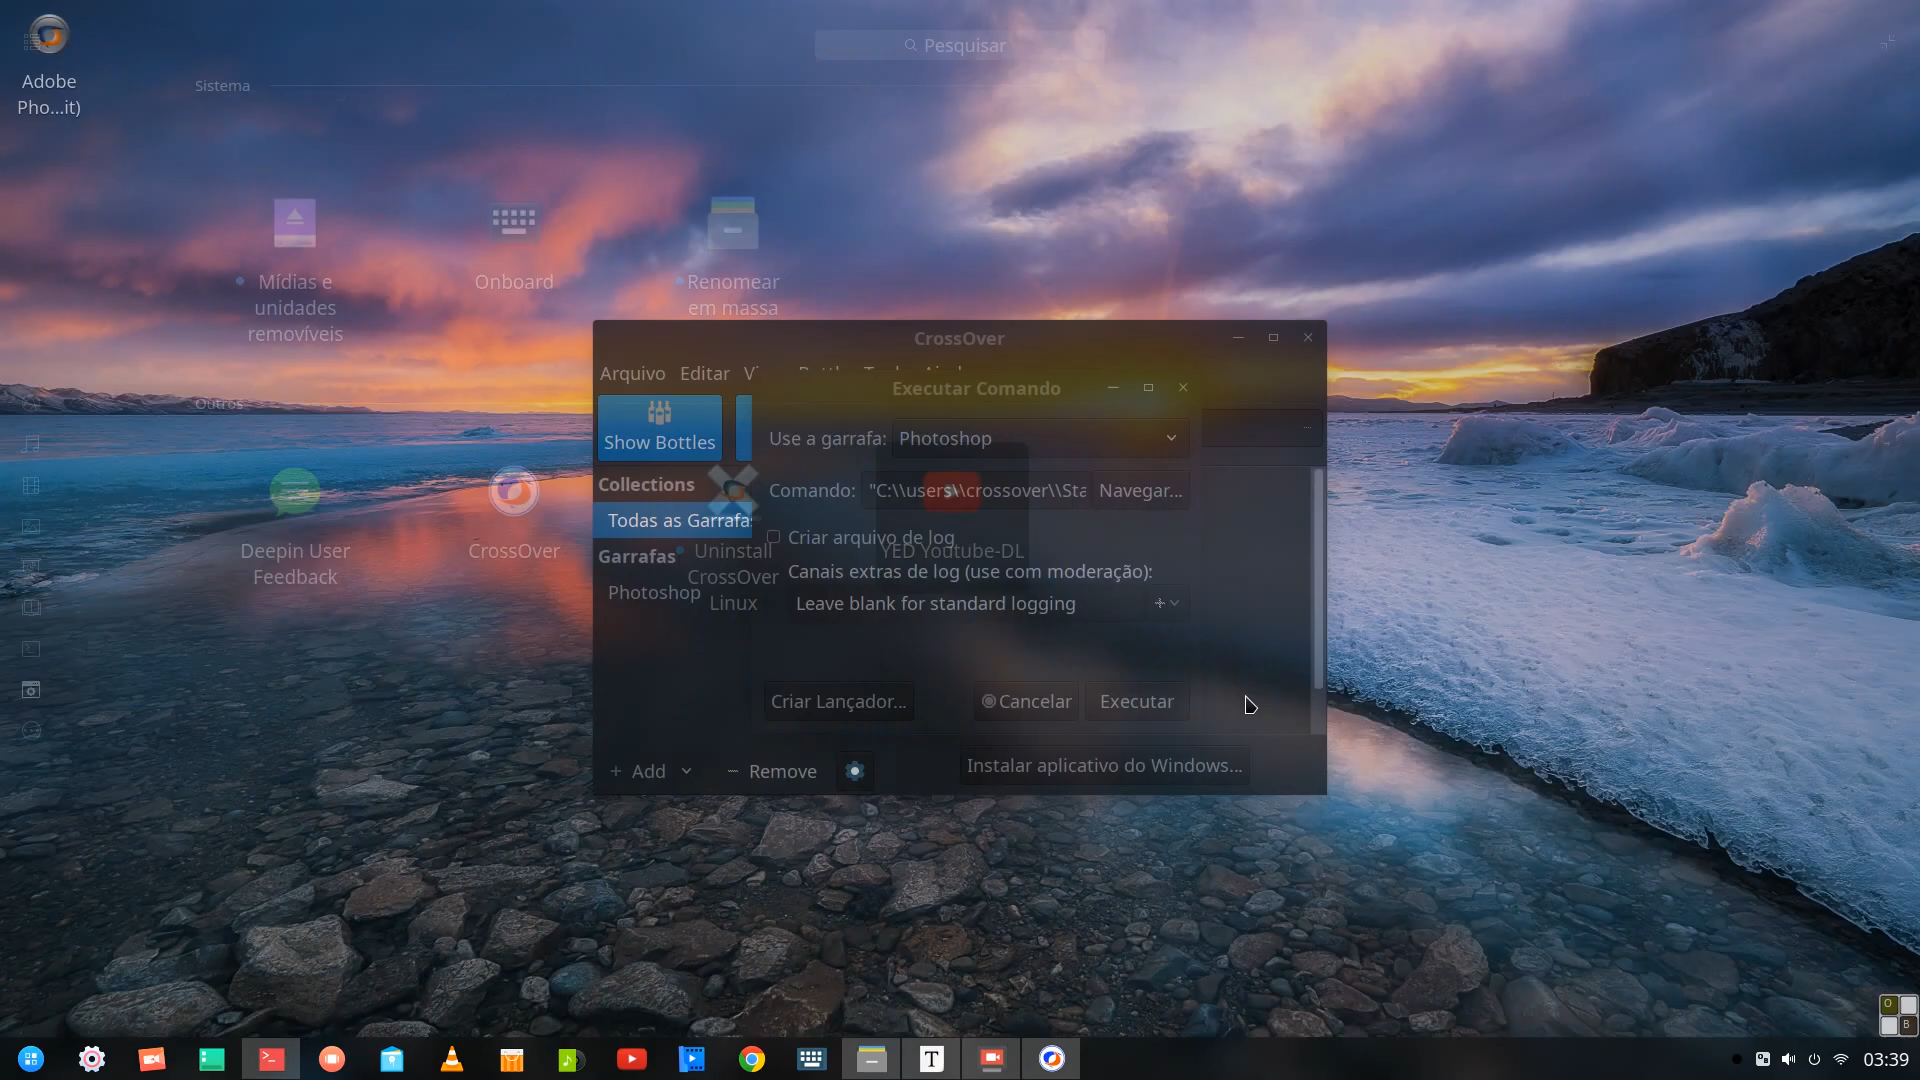 Adobe
Pho...it)
Pesquisar
Sistema
Mídias e
unidades
removíveis
Onboard
Renomear
em massa
Outros
Deepin User
Feedback
CrossOver
Uninstall
CrossOver
Linux
YED Youtube-DL
CrossOver
Arquivo Editar
Show Bottles
Collections
Todas as Garrafas
Garrafas
Photoshop
Executar Comando
Use a garrafa: Photoshop
Comando: "C:\\users\\crossover\\Sta Navegar...
Criar arquivo de log
Canais extras de log (use com moderação):
Leave blank for standard logging
Criar Lançador... Cancelar Executar
+ Add – Remove
Instalar aplicativo do Windows...
03:39